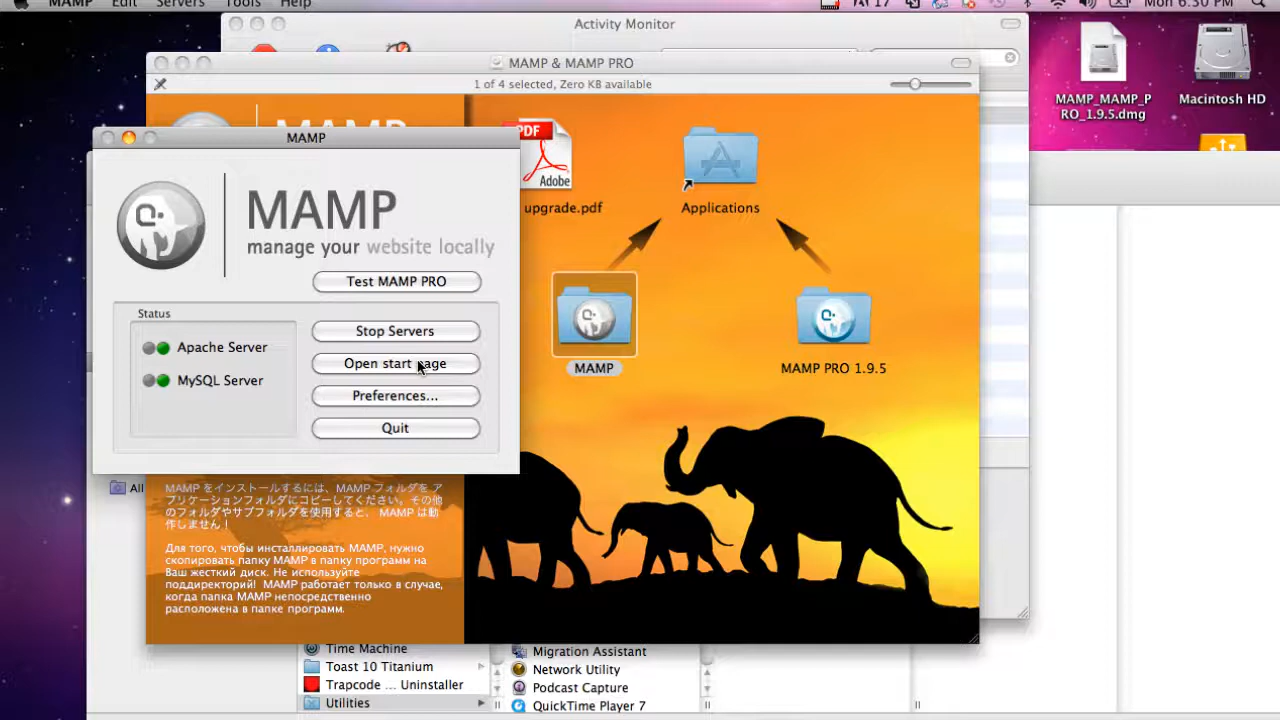 MAMP Edit Servers Tools Help
17
Mon 6:30 PM
Activity Monitor
MAMP & MAMP PRO
1 of 4 selected, Zero KB available
MAMP_MAMP_P
RO_1.9.5.dmg
Macintosh HD
MAMP
MAMP
manage your website locally
Test MAMP PRO
Status
Apache Server
MySQL Server
Stop Servers
Open start page
Preferences...
Quit
PDF
Adobe
upgrade.pdf
Applications
MAMP
MAMP PRO 1.9.5
All
MAMP をインストールするには、MAMP フォルダをア
プリケーションフォルダにコピーしてください。その他
のフォルダやサブフォルダを使用すると、 MAMP は動
作しません！
Для того, чтобы инсталлировать MAMP, нужно
скопировать папку MAMP в папку программ на
Ваш жесткий диск. Не используйте
поддиректорий! MAMP работает только в случае,
когда папка MAMP непосредственно
расположена в папке программ.
Time Machine
Toast 10 Titanium
Trapcode ... Uninstaller
Utilities
Migration Assistant
Network Utility
Podcast Capture
QuickTime Player 7